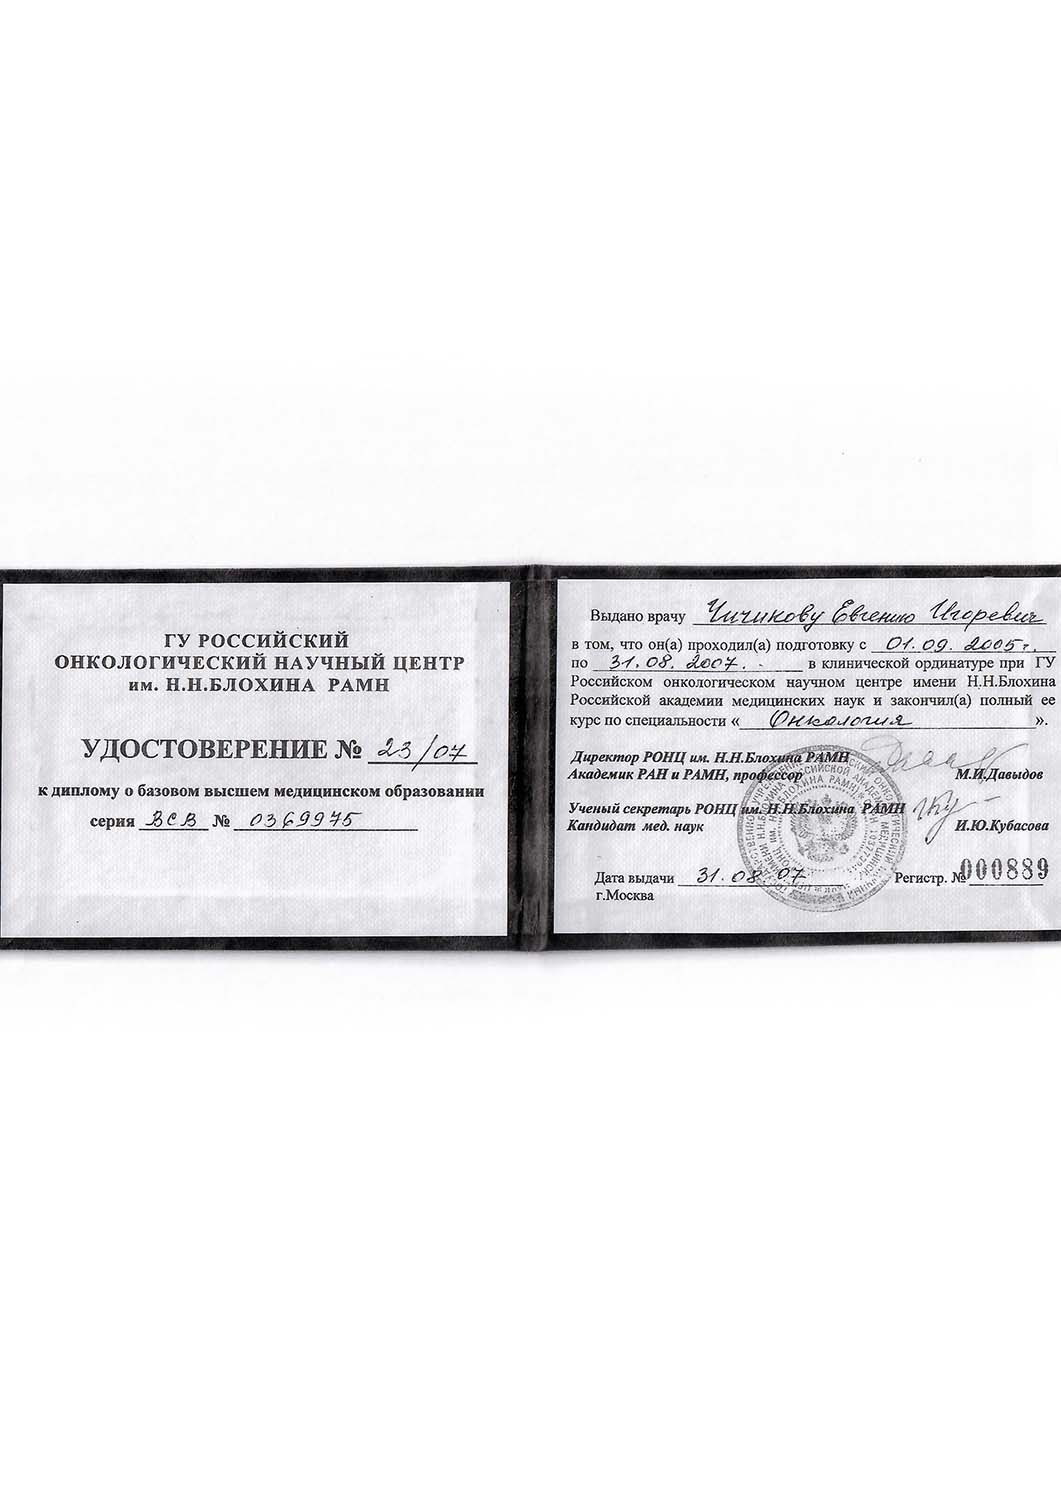 ГУ РОССИЙСКИЙ
ОНКОЛОГИЧЕСКИЙ НАУЧНЫЙ ЦЕНТР
им. Н.Н.БЛОХИНА РАМН
УДОСТОВЕРЕНИЕ № 23/07
к диплому о базовом высшем медицинском образовании
серия ВСВ № 0369975
Выдано врачу Чичикову Евгению Игоревич
в том, что он(а) проходил(а) подготовку с 01.09.2005г.
по 31.08.2007. в клинической ординатуре при ГУ
Российском онкологическом научном центре имени Н.Н.Блохина
Российской академии медицинских наук и закончил(а) полный ее
курс по специальности « Онкология ».
Директор РОНЦ им. Н.Н.Блохина РАМН
Академик РАН и РАМН, профессор М.И.Давыдов
Ученый секретарь РОНЦ им. Н.Н.Блохина РАМН
Кандидат мед. наук И.Ю.Кубасова
Дата выдачи 31.08.07 Регистр. № 000889
г.Москва